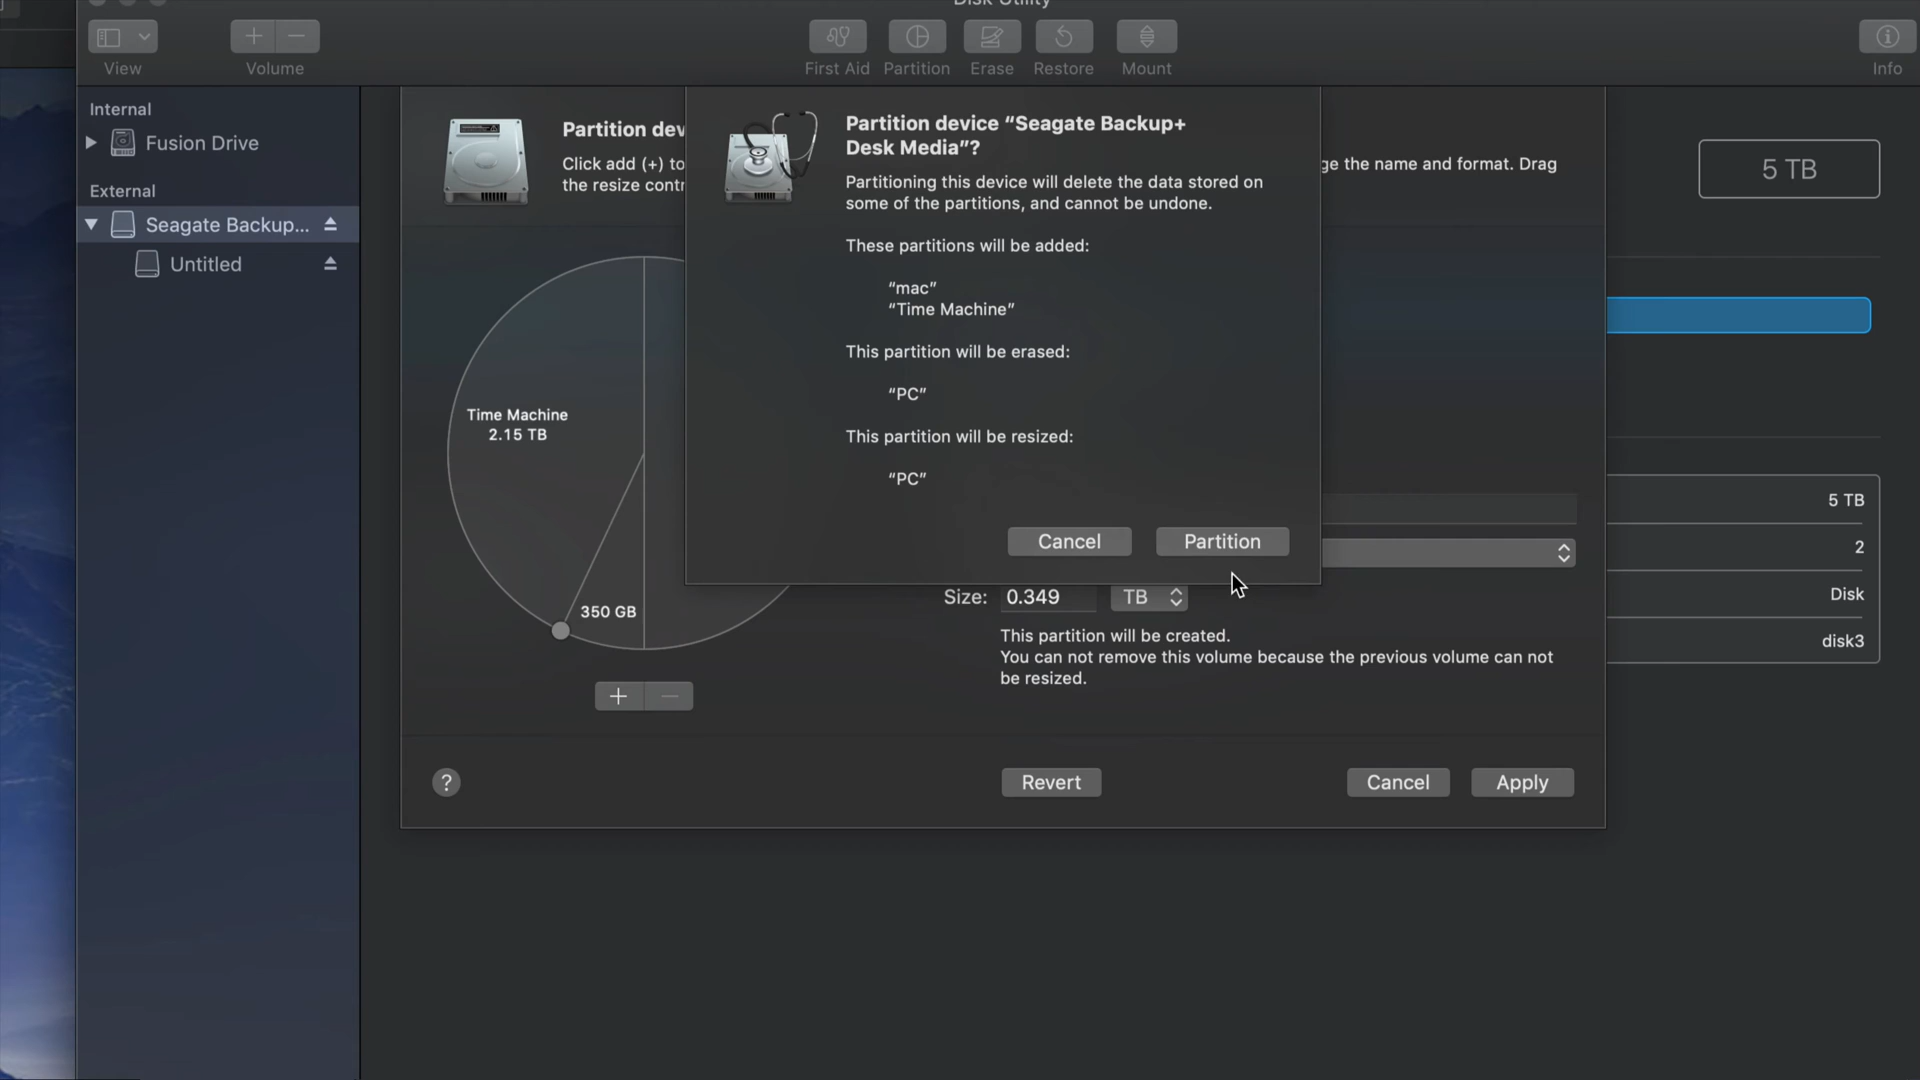 Disk Utility
View
Volume
First Aid
Partition
Erase
Restore
Mount
Info
Internal
Fusion Drive
External
Seagate Backup...
Untitled
Partition dev
Click add (+) to
the resize contr
ge the name and format. Drag
Partition device “Seagate Backup+
Desk Media”?
Partitioning this device will delete the data stored on
some of the partitions, and cannot be undone.
These partitions will be added:
“mac”
“Time Machine”
This partition will be erased:
“PC”
This partition will be resized:
“PC”
Cancel
Partition
Time Machine
2.15 TB
350 GB
Size: 0.349 TB
This partition will be created.
You can not remove this volume because the previous volume can not
be resized.
+ −
?
Revert
Cancel
Apply
5 TB
5 TB
2
Disk
disk3